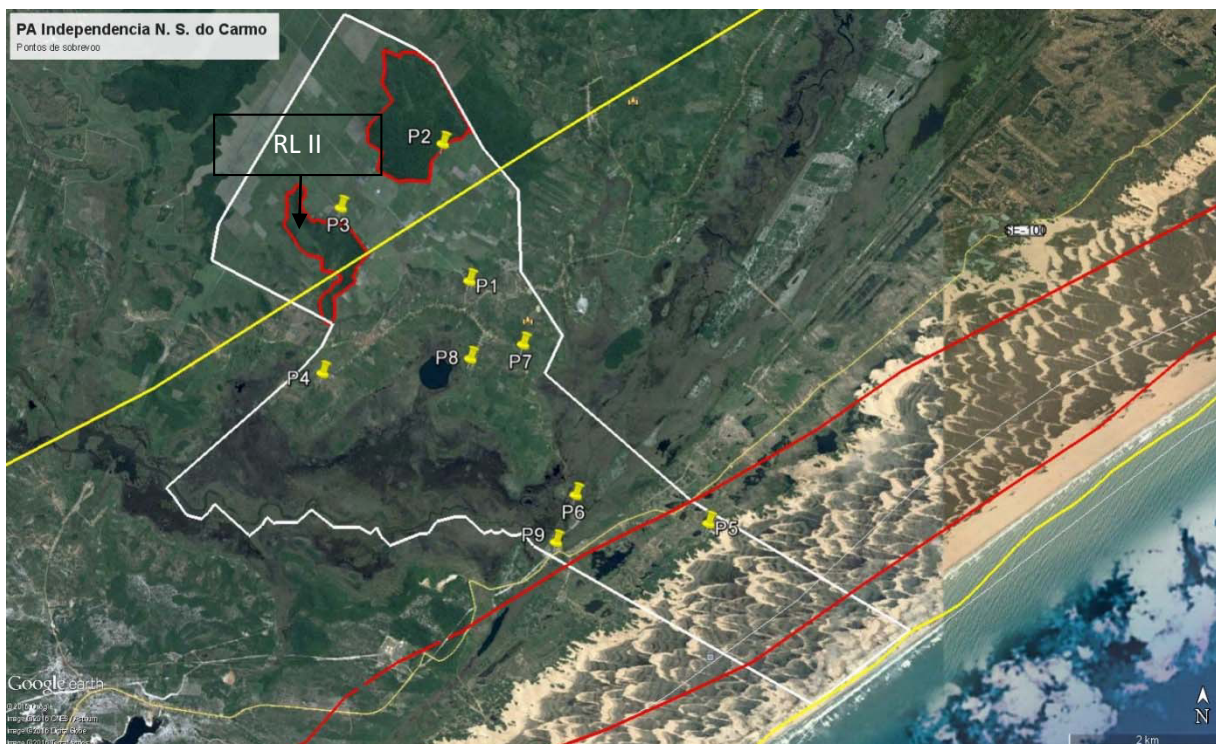 PA Independencia N. S. do Carmo
Pontos de sobrevoo
RL II
P2
P3
P1
SE-100
P8
P7
P4
P6
P5
P9
Google earth
N
2 km